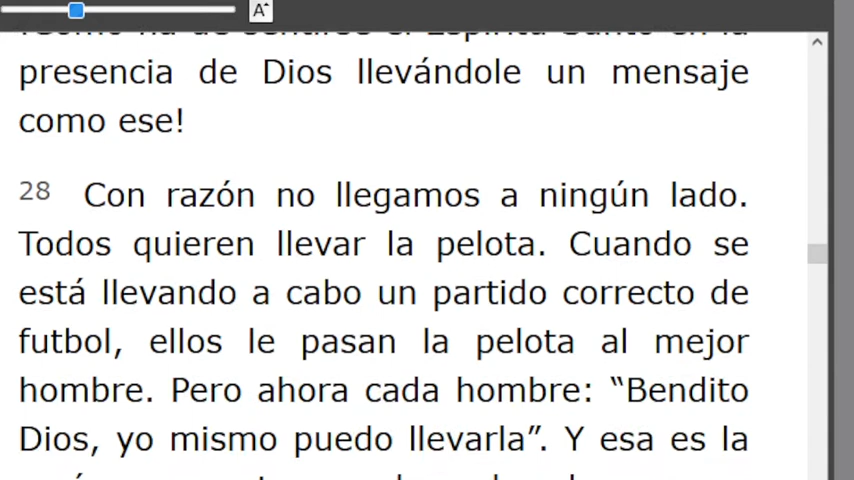 A
presencia de Dios llevándole un mensaje
como ese!
28 Con razón no llegamos a ningún lado.
Todos quieren llevar la pelota. Cuando se
está llevando a cabo un partido correcto de
futbol, ellos le pasan la pelota al mejor
hombre. Pero ahora cada hombre: “Bendito
Dios, yo mismo puedo llevarla”. Y esa es la